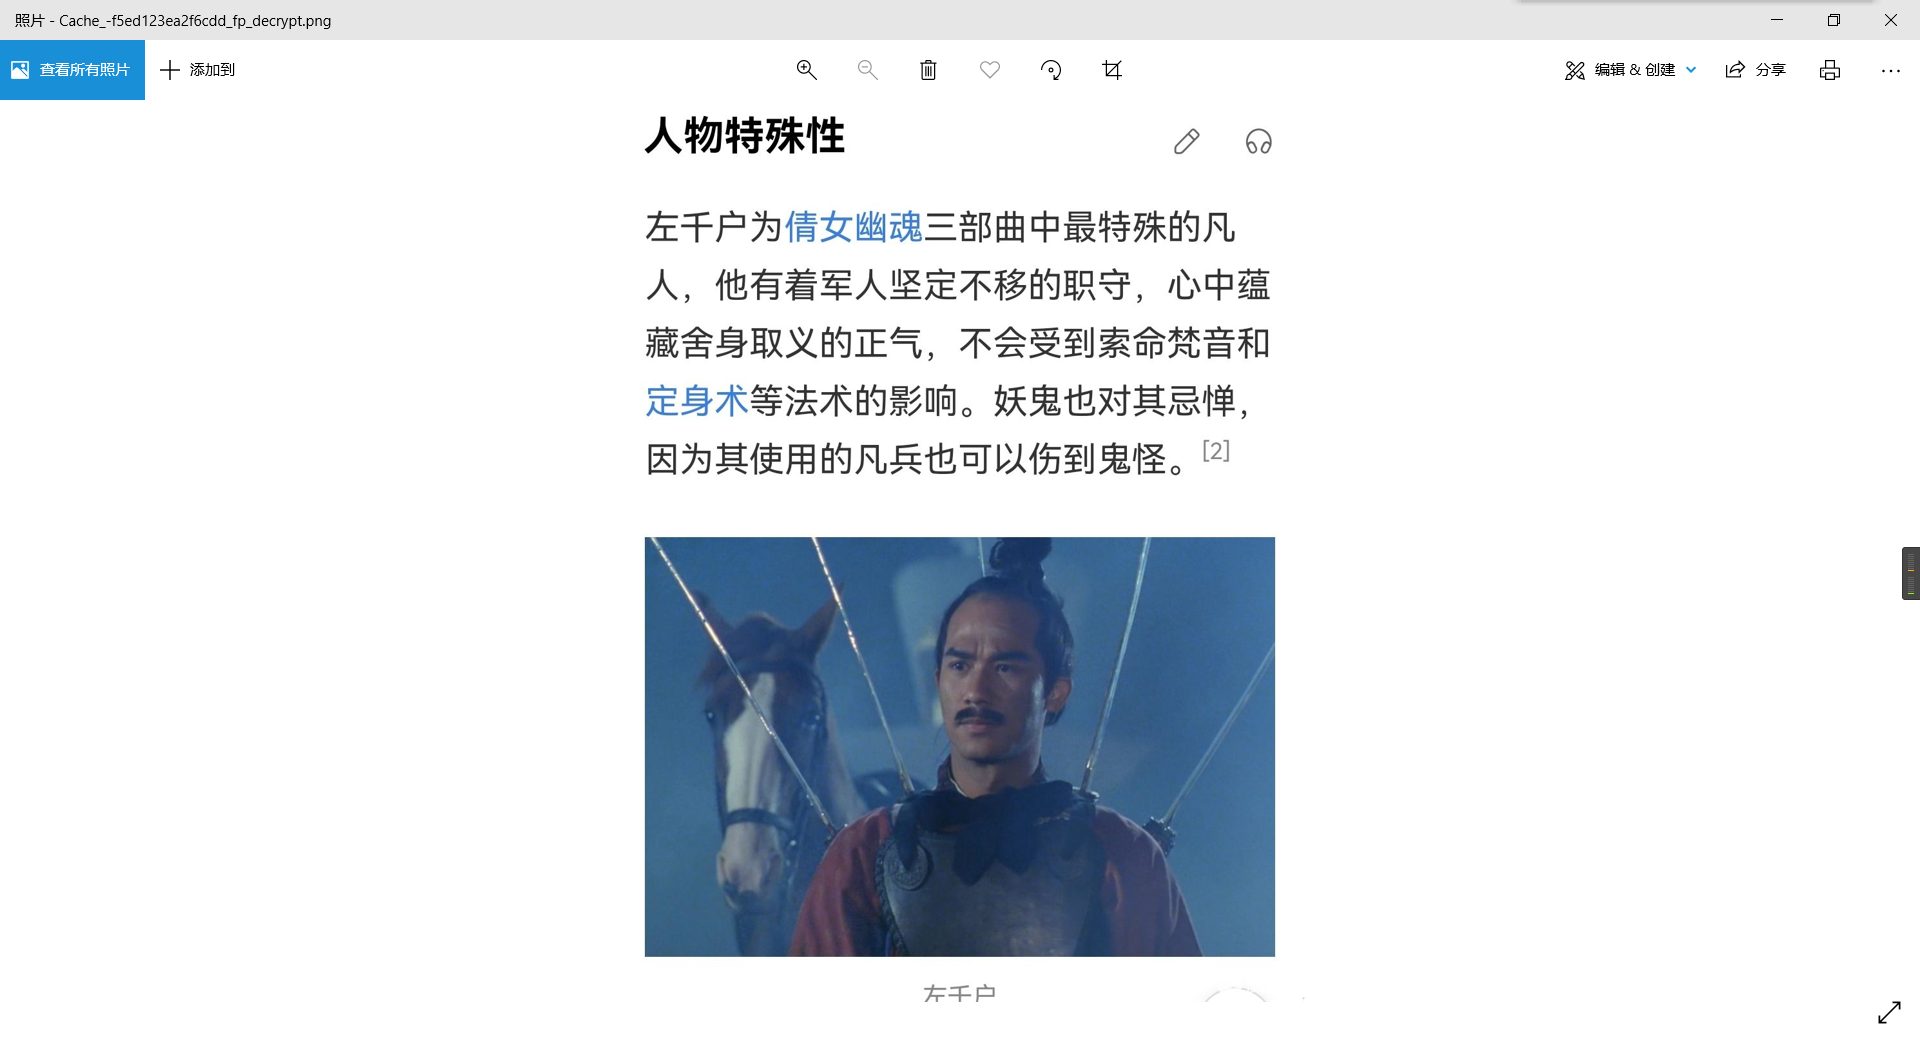 照片 - Cache_-f5ed123ea2f6cdd_fp_decrypt.png
查看所有照片
添加到
编辑 & 创建
分享
人物特殊性
左千户为倩女幽魂三部曲中最特殊的凡
人，他有着军人坚定不移的职守，心中蕴
藏舍身取义的正气，不会受到索命梵音和
定身术等法术的影响。妖鬼也对其忌惮，
因为其使用的凡兵也可以伤到鬼怪。[2]
左千户